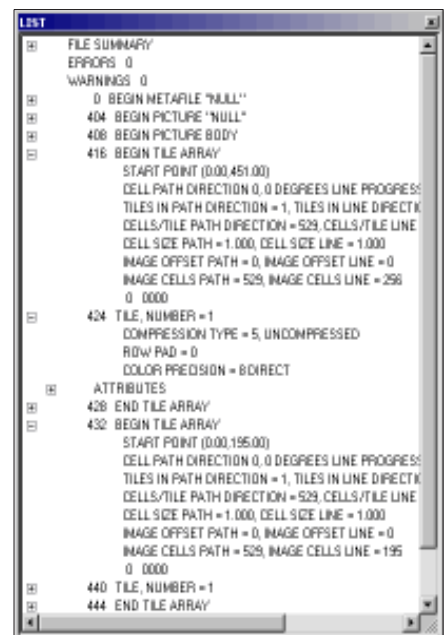 LIST
FILE SUMMARY
ERRORS 0
WARNINGS 0
0 BEGIN METAFILE "NULL"
404 BEGIN PICTURE "NULL"
408 BEGIN PICTURE BODY
416 BEGIN TILE ARRAY
START POINT (0.00,451.00)
CELL PATH DIRECTION 0, 0 DEGREES LINE PROGRES
TILES IN PATH DIRECTION = 1, TILES IN LINE DIRECTI
CELLS/TILE PATH DIRECTION = 529, CELLS/TILE LINE
CELL SIZE PATH = 1.000, CELL SIZE LINE = 1.000
IMAGE OFFSET PATH = 0, IMAGE OFFSET LINE = 0
IMAGE CELLS PATH = 529, IMAGE CELLS LINE = 256
0 0000
424 TILE, NUMBER = 1
COMPRESSION TYPE = 5, UNCOMPRESSED
ROW PAD = 0
COLOR PRECISION = 8 DIRECT
ATTRIBUTES
428 END TILE ARRAY
432 BEGIN TILE ARRAY
START POINT (0.00,195.00)
CELL PATH DIRECTION 0, 0 DEGREES LINE PROGRES
TILES IN PATH DIRECTION = 1, TILES IN LINE DIRECTI
CELLS/TILE PATH DIRECTION = 529, CELLS/TILE LINE
CELL SIZE PATH = 1.000, CELL SIZE LINE = 1.000
IMAGE OFFSET PATH = 0, IMAGE OFFSET LINE = 0
IMAGE CELLS PATH = 529, IMAGE CELLS LINE = 195
0 0000
440 TILE, NUMBER = 1
444 END TILE ARRAY